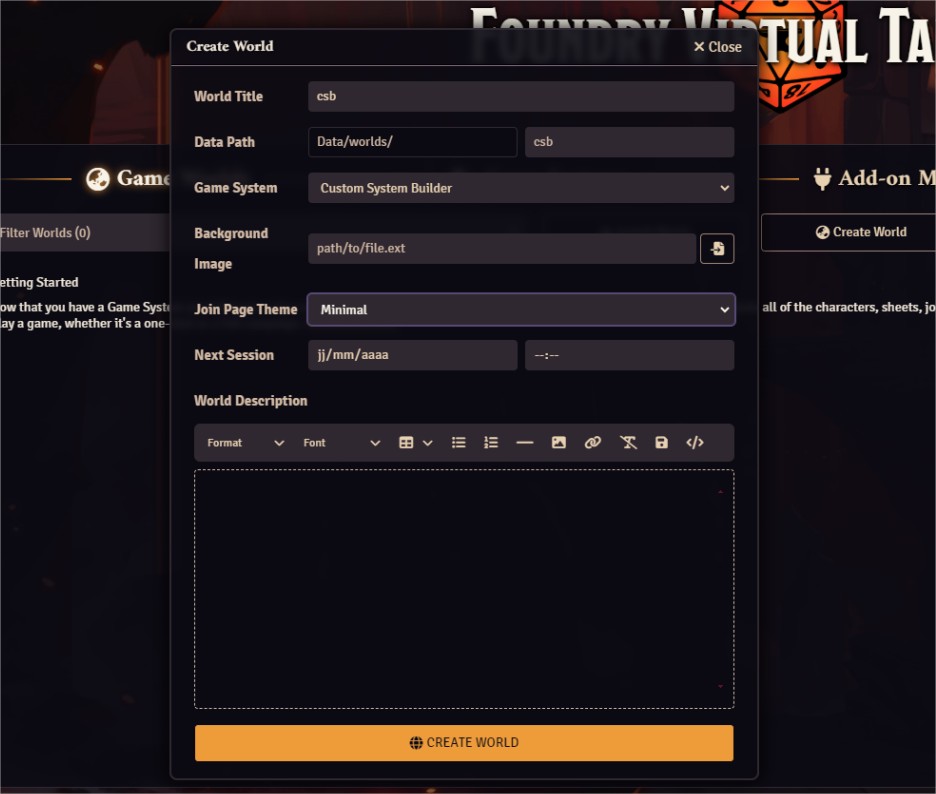 Foundry Virtual Ta
Create World
Close
World Title
csb
Data Path
Data/worlds/
csb
Game
Add-on M
Game System
Custom System Builder
Filter Worlds (0)
Create World
Background
Image
path/to/file.ext
etting Started
ow that you have a Game Syste
all of the characters, sheets, jo
lay a game, whether it's a one-
Join Page Theme
Minimal
Next Session
jj/mm/aaaa
--:--
World Description
Format
Font
CREATE WORLD